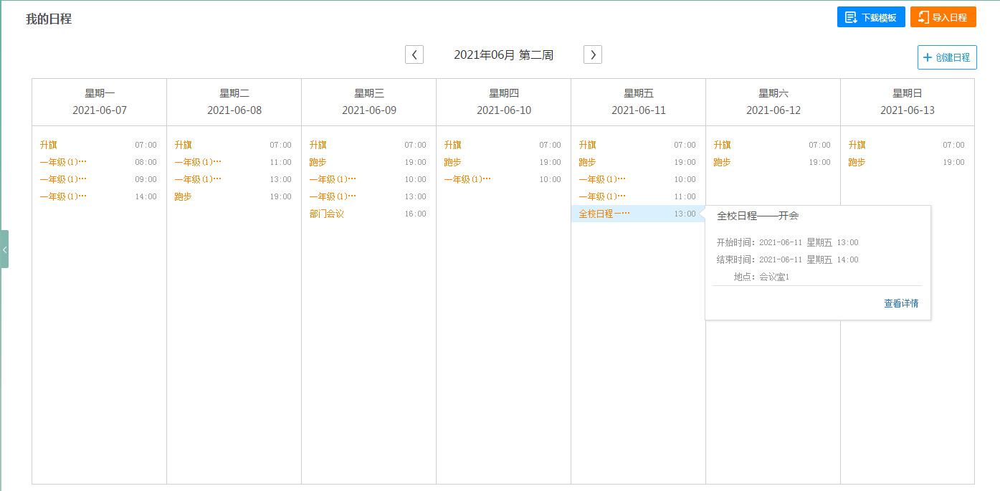 我的日程
下载模板
导入日程
2021年06月 第二周
创建日程
星期一 星期二 星期三 星期四 星期五 星期六 星期日
2021-06-07 2021-06-08 2021-06-09 2021-06-10 2021-06-11 2021-06-12 2021-06-13
升旗 07:00 升旗 07:00 升旗 07:00 升旗 07:00 升旗 07:00 升旗 07:00 升旗 07:00
一年级(1)… 08:00 一年级(1)… 11:00 跑步 19:00 跑步 19:00 跑步 19:00 跑步 19:00 跑步 19:00
一年级(1)… 09:00 一年级(1)… 13:00 一年级(1)… 10:00 一年级(1)… 10:00 一年级(1)… 10:00
一年级(1)… 14:00 跑步 19:00 一年级(1)… 13:00 一年级(1)… 11:00
部门会议 16:00 全校日程—… 13:00
全校日程——开会
开始时间: 2021-06-11 星期五 13:00
结束时间: 2021-06-11 星期五 14:00
地点: 会议室1
查看详情